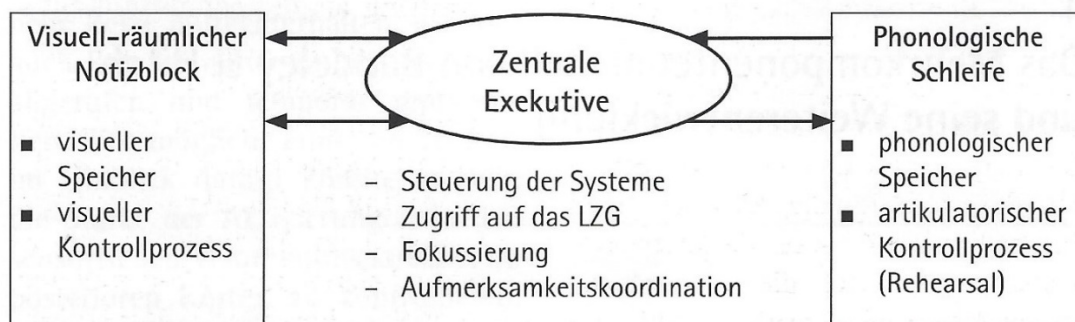 Visuell-räumlicher
Notizblock
■ visueller
Speicher
■ visueller
Kontrollprozess
Zentrale
Exekutive
– Steuerung der Systeme
– Zugriff auf das LZG
– Fokussierung
– Aufmerksamkeitskoordination
Phonologische
Schleife
■ phonologischer
Speicher
■ artikulatorischer
Kontrollprozess
(Rehearsal)